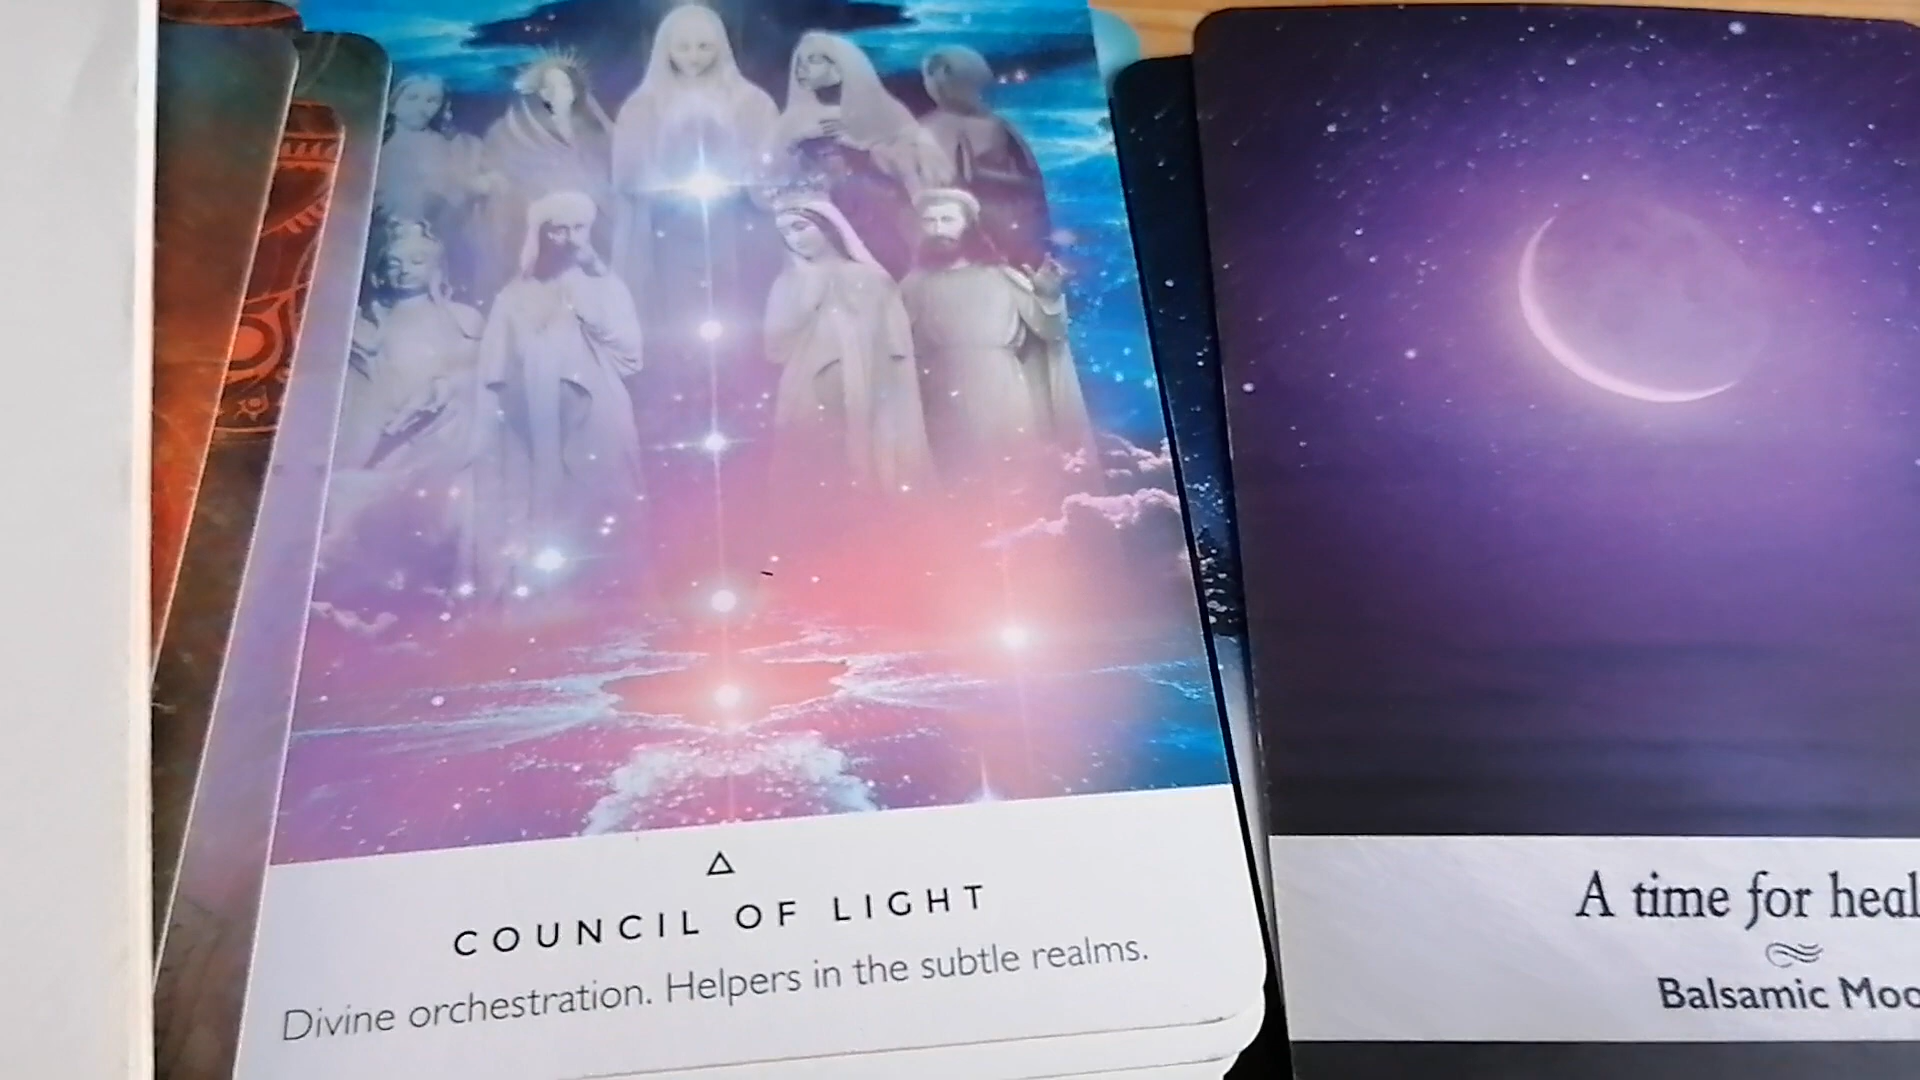 COUNCIL OF LIGHT
Divine orchestration. Helpers in the subtle realms.
A time for heal
Balsamic Moo